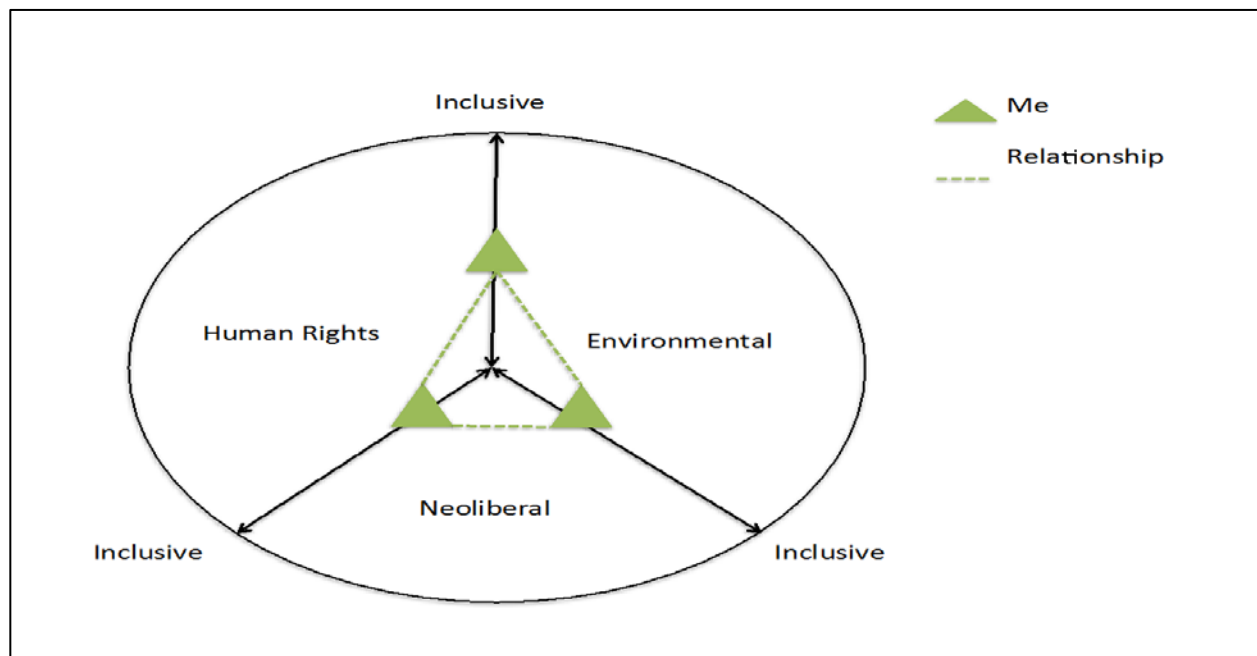 Inclusive
Me
Relationship
Human Rights
Environmental
Neoliberal
Inclusive
Inclusive